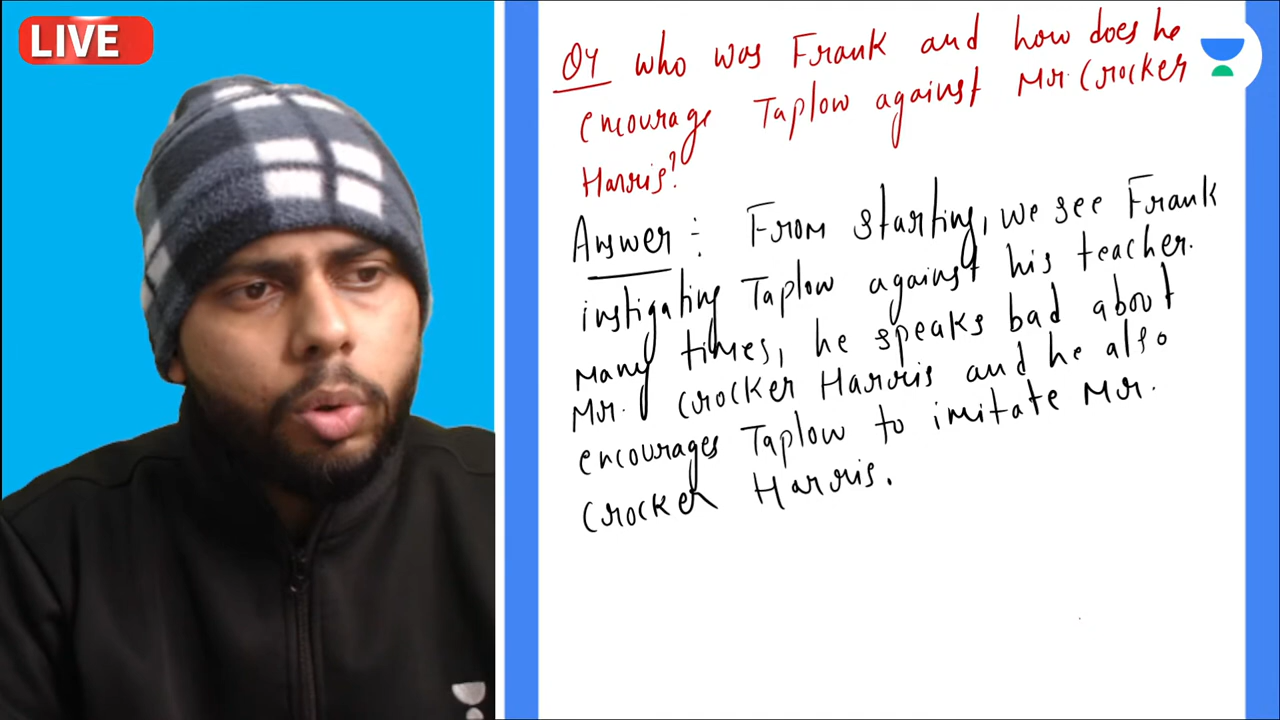 LIVE
Q4 who was Frank and how does he
encourage Taplow against Mr. Crocker
Harris?
Answer : From starting, we see Frank
instigating Taplow against his teacher.
Many times, he speaks bad about
Mr. Crocker Harris and he also
encourages Taplow to imitate Mr.
Crocker Harris.